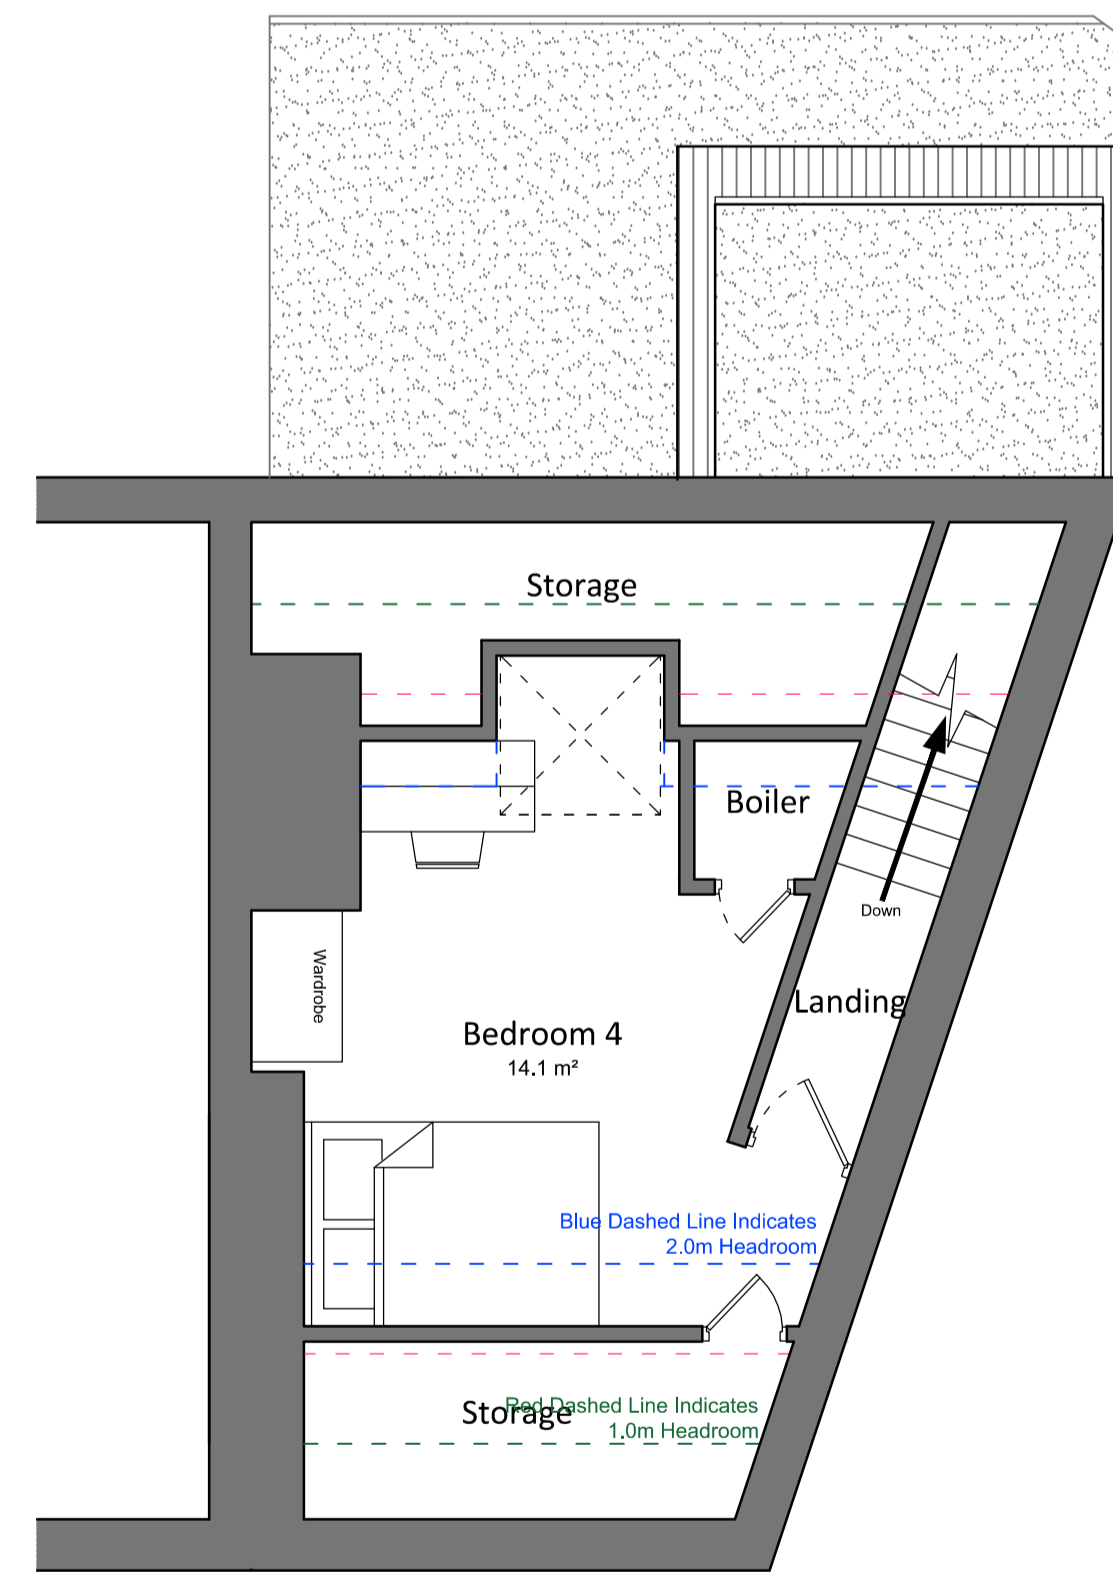 Storage
Boiler
Down
Wardrobe
Landing
Bedroom 4
14.1 m²
Blue Dashed Line Indicates
2.0m Headroom
Storage
Red Dashed Line Indicates
1.0m Headroom